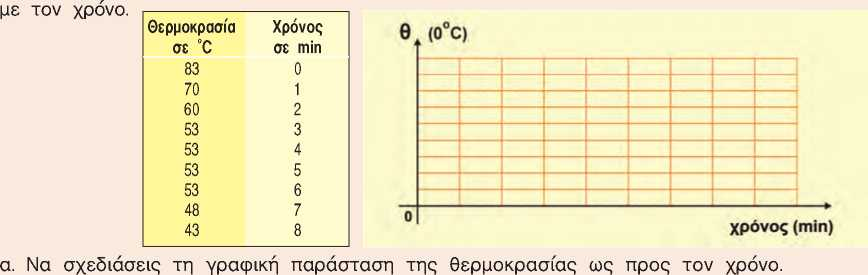 με τον χρόνο.
Θερμοκρασία Χρόνος
σε °C σε min
83 0
70 1
60 2
53 3
53 4
53 5
53 6
48 7
43 8
θ (0°C)
0
χρόνος (min)
α. Να σχεδιάσεις τη γραφική παράσταση της θερμοκρασίας ως προς τον χρόνο.